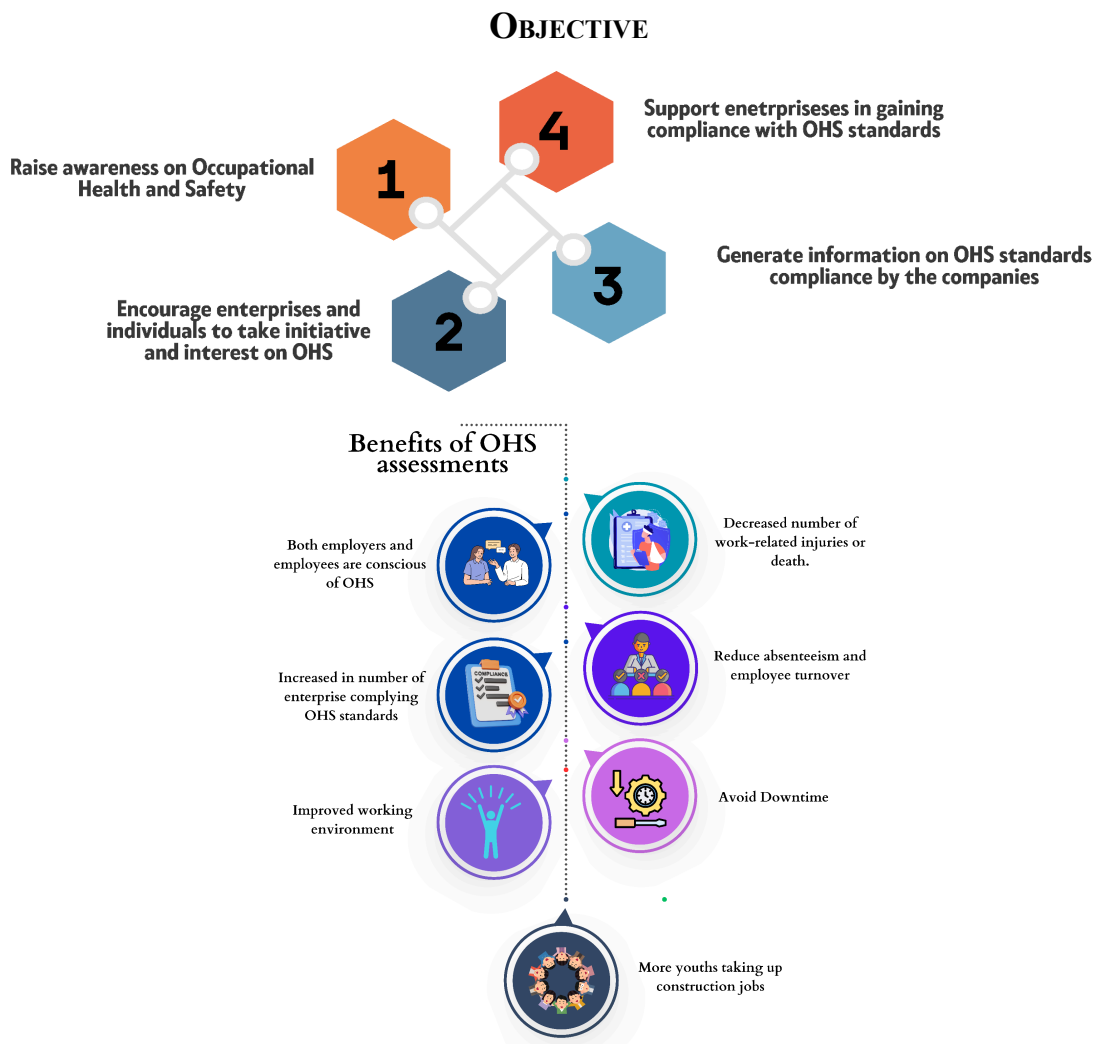 OBJECTIVE
1
Raise awareness on Occupational
Health and Safety
2
Encourage enterprises and
individuals to take initiative
and interest on OHS
3
Generate information on OHS standards
compliance by the companies
4
Support enetrpriseses in gaining
compliance with OHS standards
Benefits of OHS
assessments
Both employers and
employees are conscious
of OHS
Decreased number of
work-related injuries or
death.
COMPLIANCE
Increased in number of
enterprise complying
OHS standards
Reduce absenteeism and
employee turnover
Improved working
environment
Avoid Downtime
More youths taking up
construction jobs